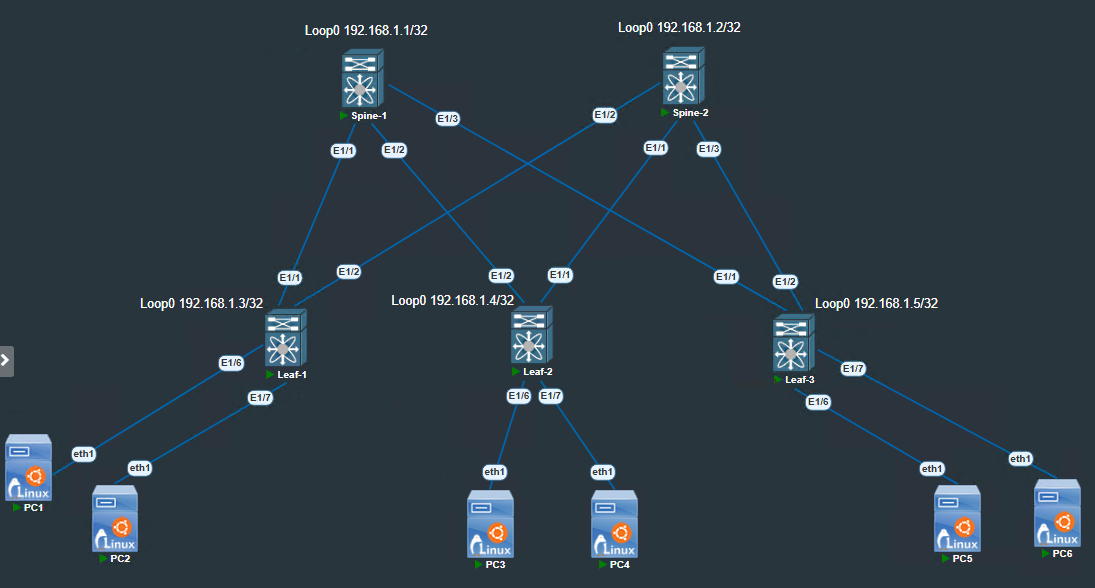 Loop0 192.168.1.1/32
Loop0 192.168.1.2/32
Spine-1
Spine-2
E1/3
E1/2
E1/1
E1/2
E1/1
E1/3
E1/1
E1/2
E1/2
E1/1
E1/1
E1/2
Loop0 192.168.1.3/32
Loop0 192.168.1.4/32
Loop0 192.168.1.5/32
Leaf-1
Leaf-2
Leaf-3
E1/6
E1/7
E1/6
E1/7
E1/7
E1/6
eth1
eth1
eth1
eth1
eth1
eth1
Linux
PC1
Linux
PC2
Linux
PC3
Linux
PC4
Linux
PC5
Linux
PC6